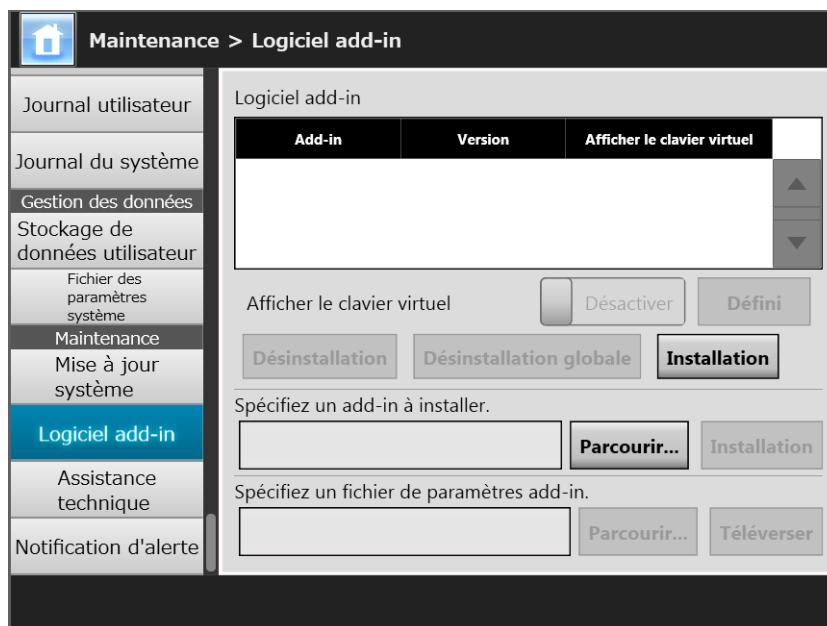 Maintenance > Logiciel add-in
Journal utilisateur
Journal du système
Gestion des données
Stockage de
données utilisateur
Fichier des
paramètres
système
Maintenance
Mise à jour
système
Logiciel add-in
Assistance
technique
Notification d'alerte
Logiciel add-in
Add-in Version Afficher le clavier virtuel
Afficher le clavier virtuel Désactiver Défini
Désinstallation Désinstallation globale Installation
Spécifiez un add-in à installer.
Parcourir... Installation
Spécifiez un fichier de paramètres add-in.
Parcourir... Téléverser